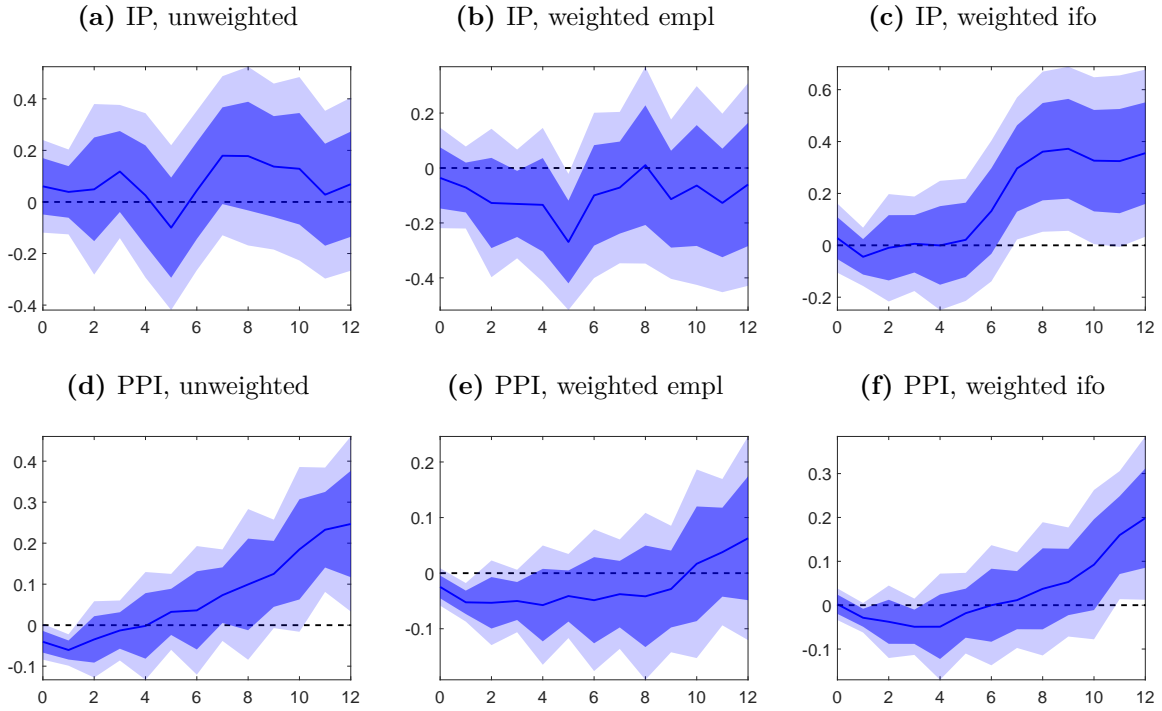 (a) IP, unweighted
(b) IP, weighted empl
(c) IP, weighted ifo
0.4
0.2
0
-0.2
-0.4
0 2 4 6 8 10 12
0.2
0
-0.2
-0.4
0 2 4 6 8 10 12
0.6
0.4
0.2
0
-0.2
0 2 4 6 8 10 12
(d) PPI, unweighted
(e) PPI, weighted empl
(f) PPI, weighted ifo
0.4
0.3
0.2
0.1
0
-0.1
0 2 4 6 8 10 12
0.2
0.1
0
-0.1
0 2 4 6 8 10 12
0.3
0.2
0.1
0
-0.1
0 2 4 6 8 10 12